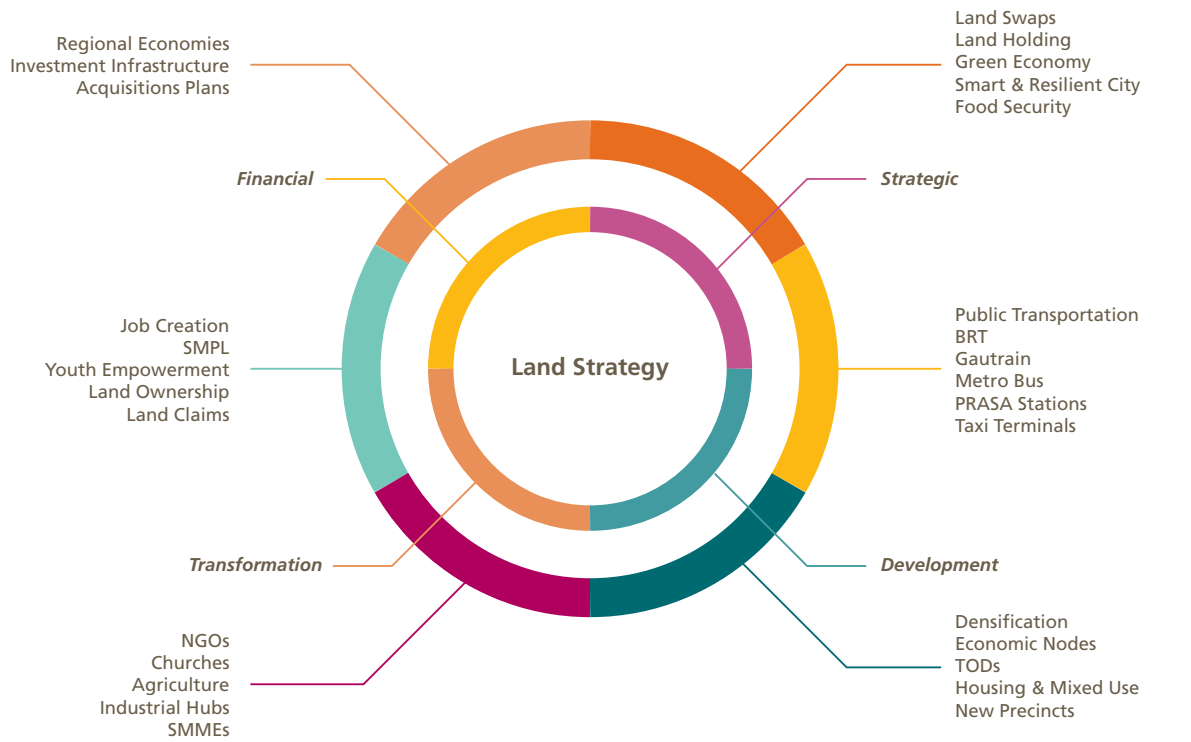 Regional Economies
Investment Infrastructure
Acquisitions Plans
Land Swaps
Land Holding
Green Economy
Smart & Resilient City
Food Security
Financial
Strategic
Job Creation
SMPL
Youth Empowerment
Land Ownership
Land Claims
Land Strategy
Public Transportation
BRT
Gautrain
Metro Bus
PRASA Stations
Taxi Terminals
Transformation
Development
NGOs
Churches
Agriculture
Industrial Hubs
SMMEs
Densification
Economic Nodes
TODs
Housing & Mixed Use
New Precincts